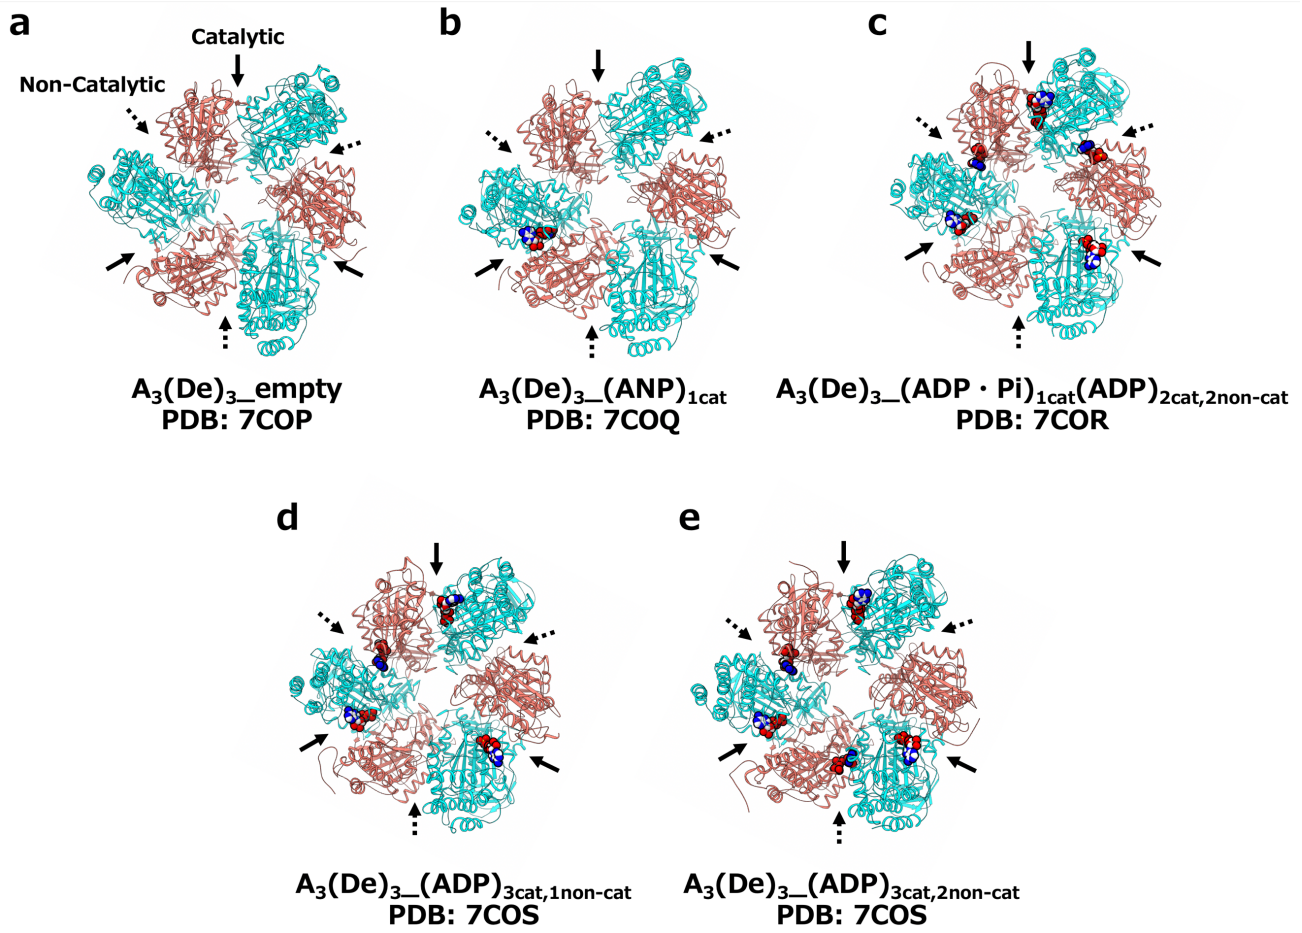 a
b
c
Catalytic
Non-Catalytic
A₃(De)₃_empty
PDB: 7COP
A₃(De)₃_(ANP)₁cat
PDB: 7COQ
A₃(De)₃_(ADP・Pi)₁cat(ADP)₂cat,2non-cat
PDB: 7COR
d
e
A₃(De)₃_(ADP)₃cat,1non-cat
PDB: 7COS
A₃(De)₃_(ADP)₃cat,2non-cat
PDB: 7COS